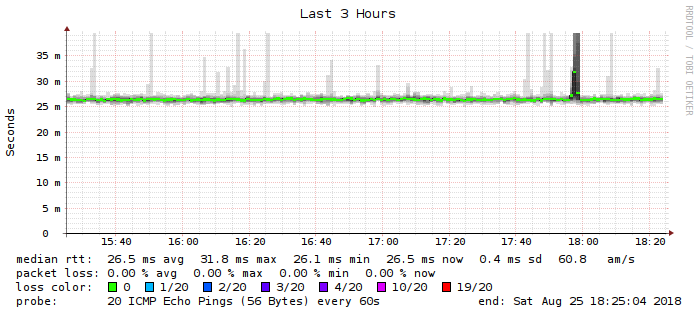 Last 3 Hours
RRDTOOL / TOBI OETIKER
Seconds
35 m
30 m
25 m
20 m
15 m
10 m
5 m
0
15:40 16:00 16:20 16:40 17:00 17:20 17:40 18:00 18:20
median rtt: 26.5 ms avg 31.8 ms max 26.1 ms min 26.5 ms now 0.4 ms sd 60.8 am/s
packet loss: 0.00 % avg 0.00 % max 0.00 % min 0.00 % now
loss color: 0 1/20 2/20 3/20 4/20 10/20 19/20
probe: 20 ICMP Echo Pings (56 Bytes) every 60s end: Sat Aug 25 18:25:04 2018